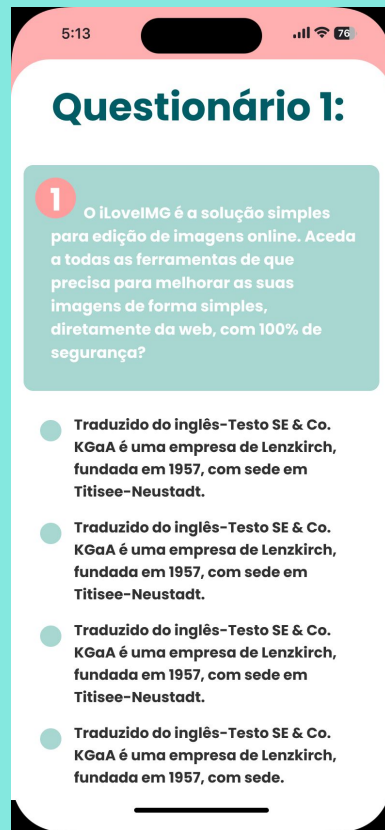 5:13
76
Questionário 1:
1
O iLoveIMG é a solução simples
para edição de imagens online. Aceda
a todas as ferramentas de que
precisa para melhorar as suas
imagens de forma simples,
diretamente da web, com 100% de
segurança?
Traduzido do inglês-Testo SE & Co.
KGaA é uma empresa de Lenzkirch,
fundada em 1957, com sede em
Titisee-Neustadt.
Traduzido do inglês-Testo SE & Co.
KGaA é uma empresa de Lenzkirch,
fundada em 1957, com sede em
Titisee-Neustadt.
Traduzido do inglês-Testo SE & Co.
KGaA é uma empresa de Lenzkirch,
fundada em 1957, com sede em
Titisee-Neustadt.
Traduzido do inglês-Testo SE & Co.
KGaA é uma empresa de Lenzkirch,
fundada em 1957, com sede.